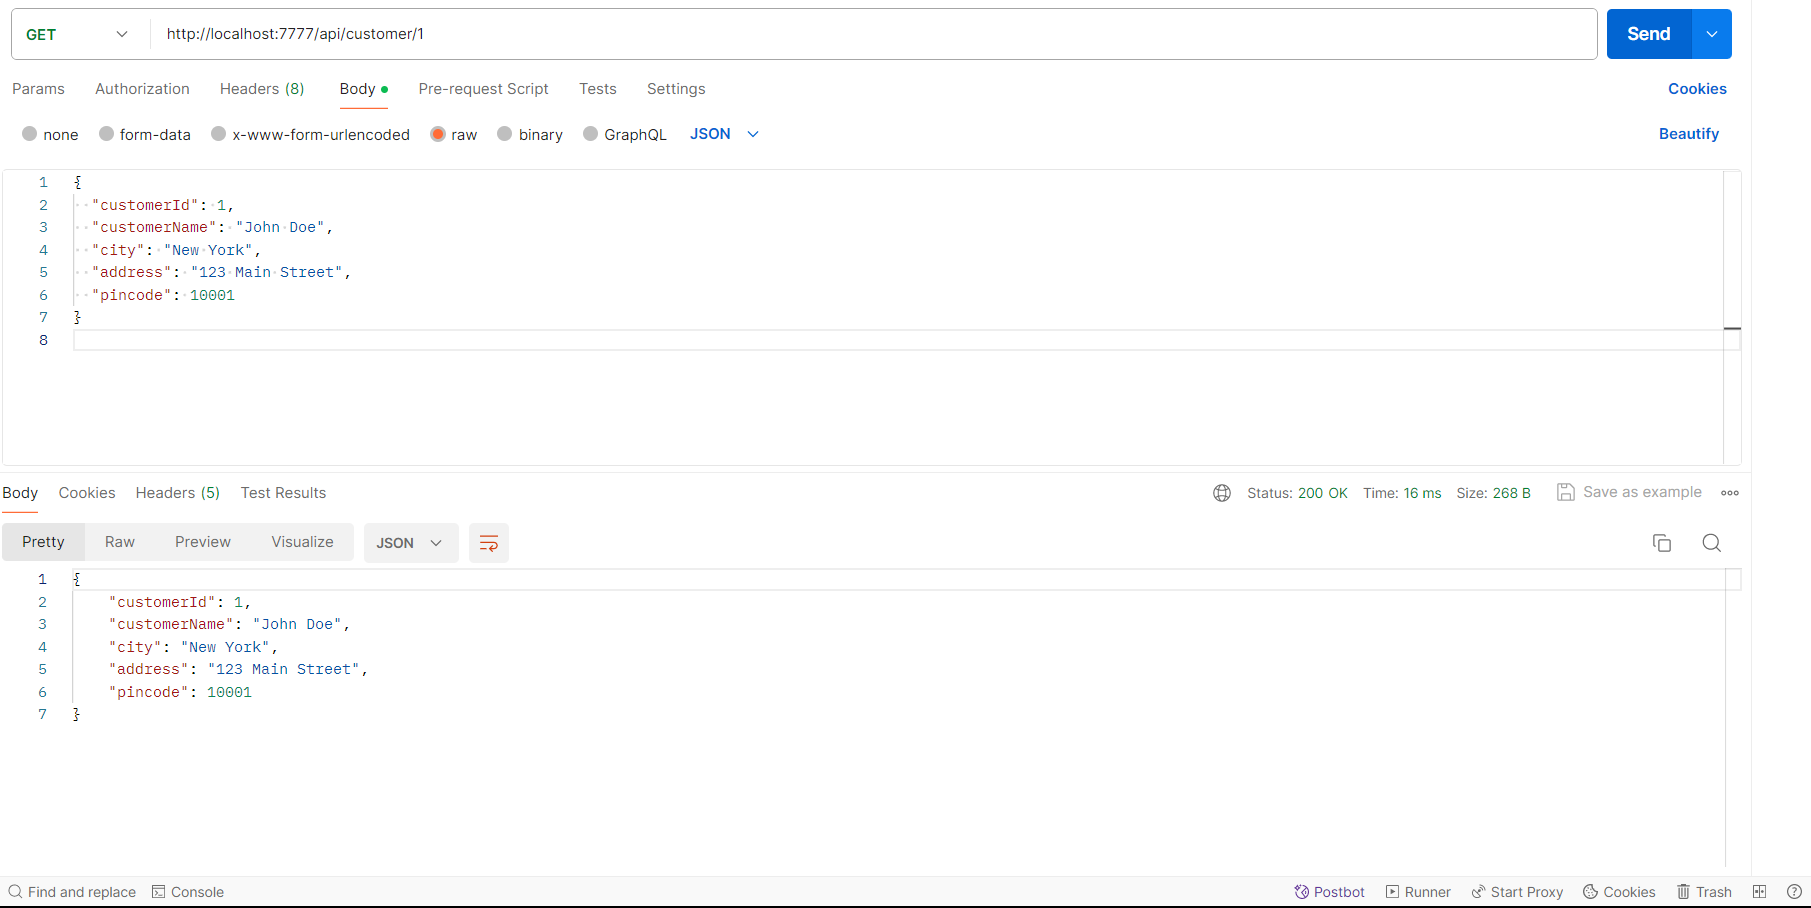 GET http://localhost:7777/api/customer/1 Send
Params Authorization Headers (8) Body Pre-request Script Tests Settings Cookies
none form-data x-www-form-urlencoded raw binary GraphQL JSON Beautify
1 {
2 "customerId": 1,
3 "customerName": "John Doe",
4 "city": "New York",
5 "address": "123 Main Street",
6 "pincode": 10001
7 }
8
Body Cookies Headers (5) Test Results Status: 200 OK Time: 16 ms Size: 268 B Save as example
Pretty Raw Preview Visualize JSON
1 {
2 "customerId": 1,
3 "customerName": "John Doe",
4 "city": "New York",
5 "address": "123 Main Street",
6 "pincode": 10001
7 }
Find and replace Console Postbot Runner Start Proxy Cookies Trash